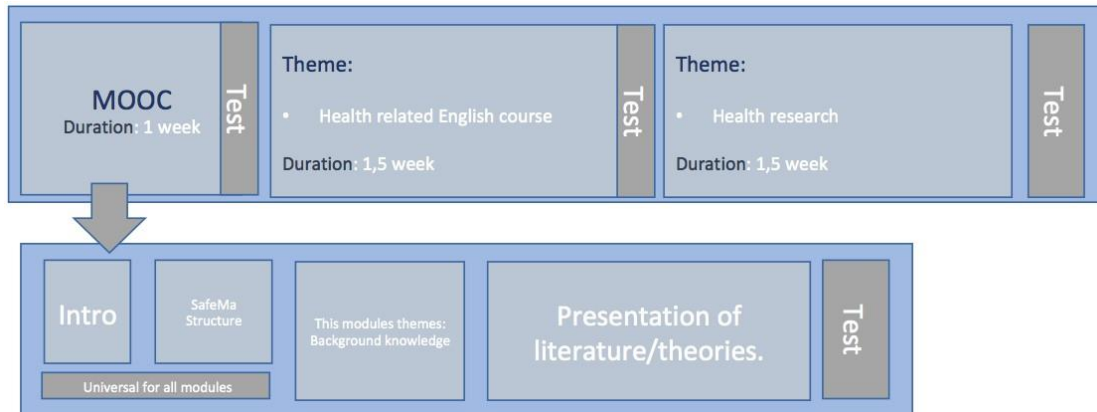 MOOC
Duration: 1 week
Test
Theme:
• Health related English course
Duration: 1,5 week
Test
Theme:
• Health research
Duration: 1,5 week
Test
Intro
SafeMa
Structure
Universal for all modules
This modules themes:
Background knowledge
Presentation of
literature/theories.
Test